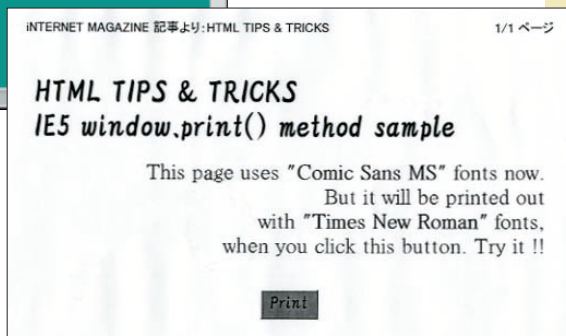 iNTERNET MAGAZINE 記事より:HTML TIPS & TRICKS
1/1 ページ
HTML TIPS & TRICKS
IE5 window.print() method sample
This page uses "Comic Sans MS" fonts now.
But it will be printed out
with "Times New Roman" fonts,
when you click this button. Try it !!
Print